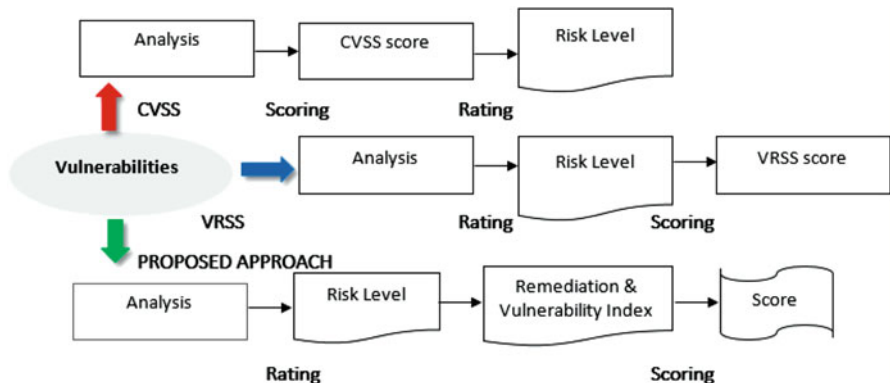 Analysis
CVSS score
Risk Level
CVSS
Scoring
Rating
Vulnerabilities
Analysis
Risk Level
VRSS score
VRSS
Rating
Scoring
PROPOSED APPROACH
Analysis
Risk Level
Remediation &
Vulnerability Index
Score
Rating
Scoring